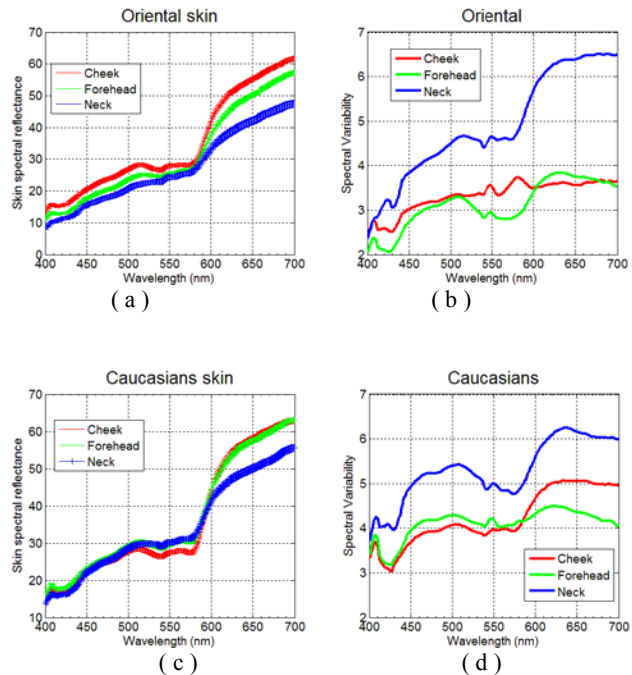 Oriental skin
70
60
50
40
30
20
10
0
Skin spectral reflectance
Cheek
Forehead
Neck
400 450 500 550 600 650 700
Wavelength (nm)
( a )
Oriental
7
6
5
4
3
2
Spectral Variability
Cheek
Forehead
Neck
400 450 500 550 600 650 700
Wavelength (nm)
( b )
Caucasians skin
70
60
50
40
30
20
10
Skin spectral reflectance
Cheek
Forehead
Neck
400 450 500 550 600 650 700
Wavelength (nm)
( c )
Caucasians
7
6
5
4
3
2
Spectral Variability
Cheek
Forehead
Neck
400 450 500 550 600 650 700
Wavelength (nm)
( d )